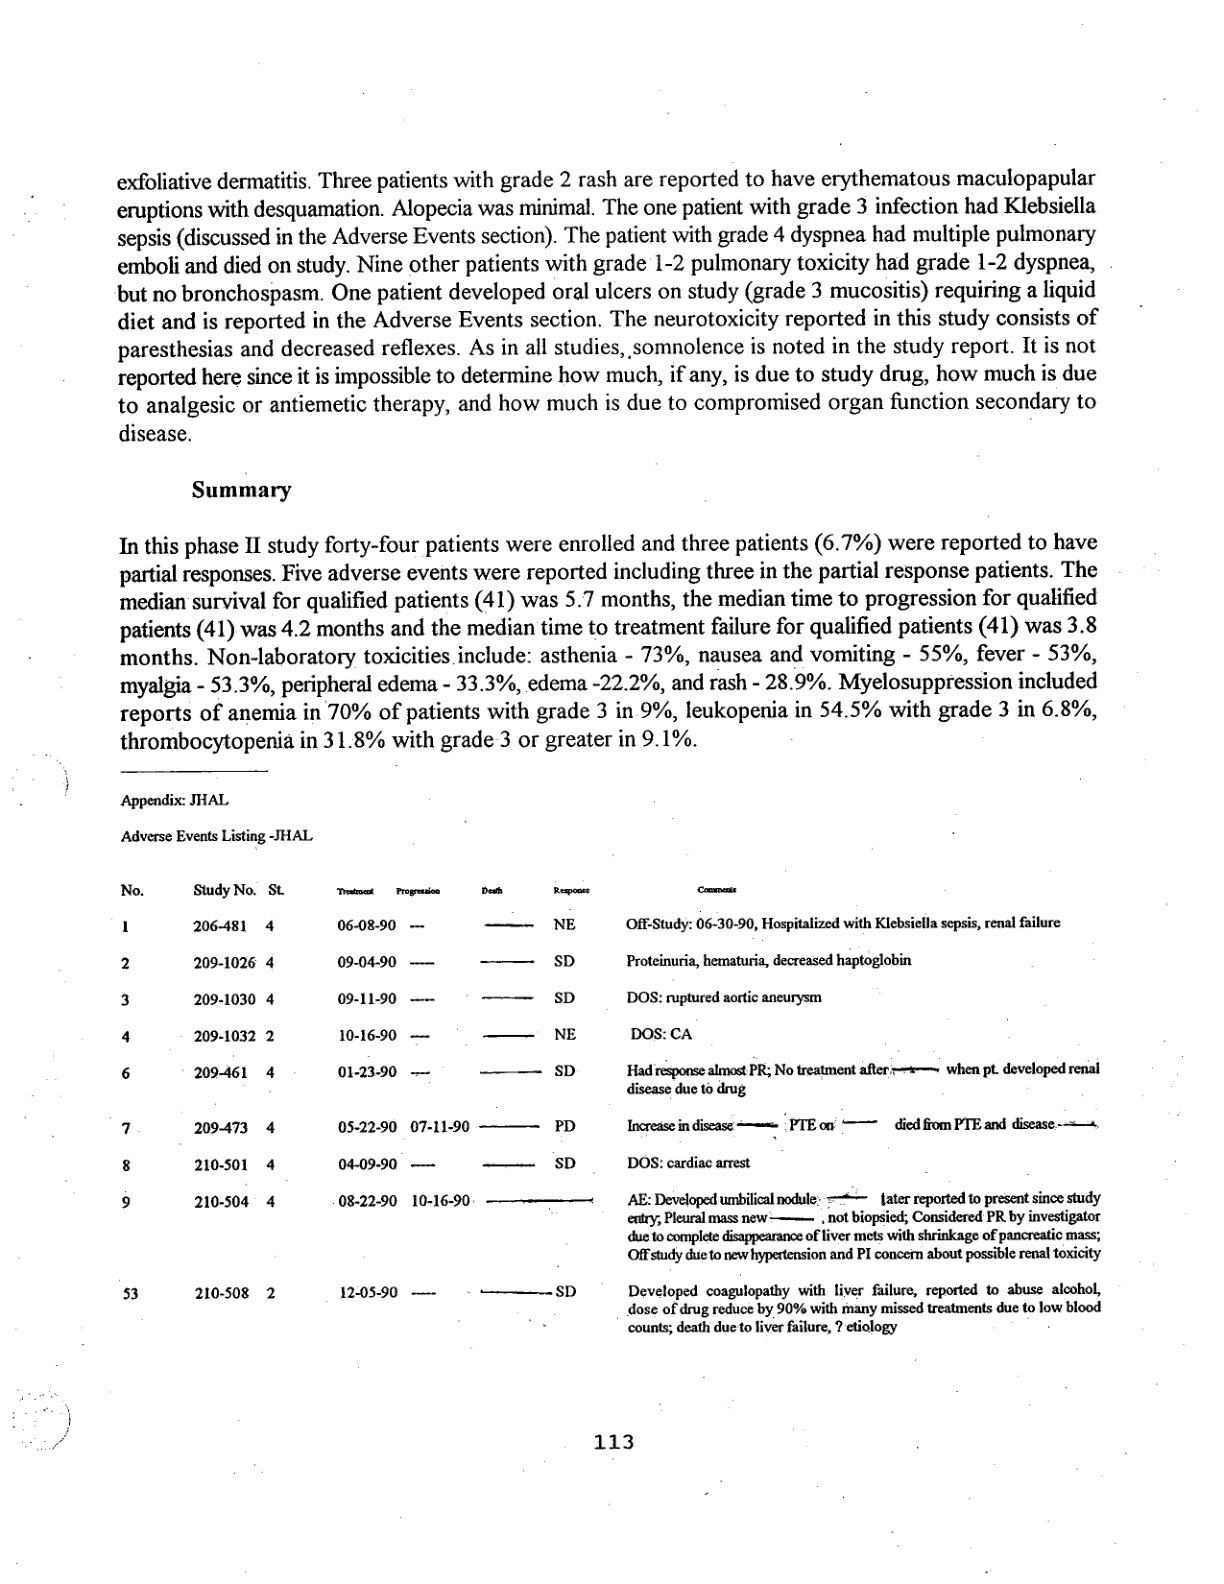 exfoliative dermatitis. Three patients with grade 2 rash are reported to have erythematous maculopapular
eruptions with desquamation. Alopecia was minimal. The one patient with grade 3 infection had Klebsiella
sepsis (discussed in the Adverse Events section). The patient with grade 4 dyspnea had multiple pulmonary
emboli and died on study. Nine other patients with grade 1-2 pulmonary toxicity had grade 1-2 dyspnea,
but no bronchospasm. One patient developed oral ulcers on study (grade 3 mucositis) requiring a liquid
diet and is reported in the Adverse Events section. The neurotoxicity reported in this study consists of
paresthesias and decreased reflexes. As in all studies, somnolence is noted in the study report. It is not
reported here since it is impossible to determine how much, if any, is due to study drug, how much is due
to analgesic or antiemetic therapy, and how much is due to compromised organ function secondary to
disease.
Summary
In this phase II study forty-four patients were enrolled and three patients (6.7%) were reported to have
partial responses. Five adverse events were reported including three in the partial response patients. The
median survival for qualified patients (41) was 5.7 months, the median time to progression for qualified
patients (41) was 4.2 months and the median time to treatment failure for qualified patients (41) was 3.8
months. Non-laboratory toxicities include: asthenia - 73%, nausea and vomiting - 55%, fever - 53%,
myalgia - 53.3%, peripheral edema - 33.3%, edema -22.2%, and rash - 28.9%. Myelosuppression included
reports of anemia in 70% of patients with grade 3 in 9%, leukopenia in 54.5% with grade 3 in 6.8%,
thrombocytopenia in 31.8% with grade 3 or greater in 9.1%.
Appendix: JHAL
Adverse Events Listing -JHAL
No. Study No. St. Treatment Progression Death Response Comments
1 206-481 4 06-08-90 --- NE Off-Study: 06-30-90, Hospitalized with Klebsiella sepsis, renal failure
2 209-1026 4 09-04-90 ---- SD Proteinuria, hematuria, decreased haptoglobin
3 209-1030 4 09-11-90 ---- SD DOS: ruptured aortic aneurysm
4 209-1032 2 10-16-90 --- NE DOS: CA
6 209-461 4 01-23-90 --- SD Had response almost PR; No treatment after when pt. developed renal
disease due to drug
7 209-473 4 05-22-90 07-11-90 PD Increase in disease PTE on died from PTE and disease
8 210-501 4 04-09-90 ---- SD DOS: cardiac arrest
9 210-504 4 08-22-90 10-16-90 AE: Developed umbilical nodule; later reported to present since study
entry; Pleural mass new , not biopsied; Considered PR by investigator
due to complete disappearance of liver mets with shrinkage of pancreatic mass;
Off study due to new hypertension and PI concern about possible renal toxicity
53 210-508 2 12-05-90 ---- SD Developed coagulopathy with liver failure, reported to abuse alcohol,
dose of drug reduce by 90% with many missed treatments due to low blood
counts; death due to liver failure, ? etiology
113